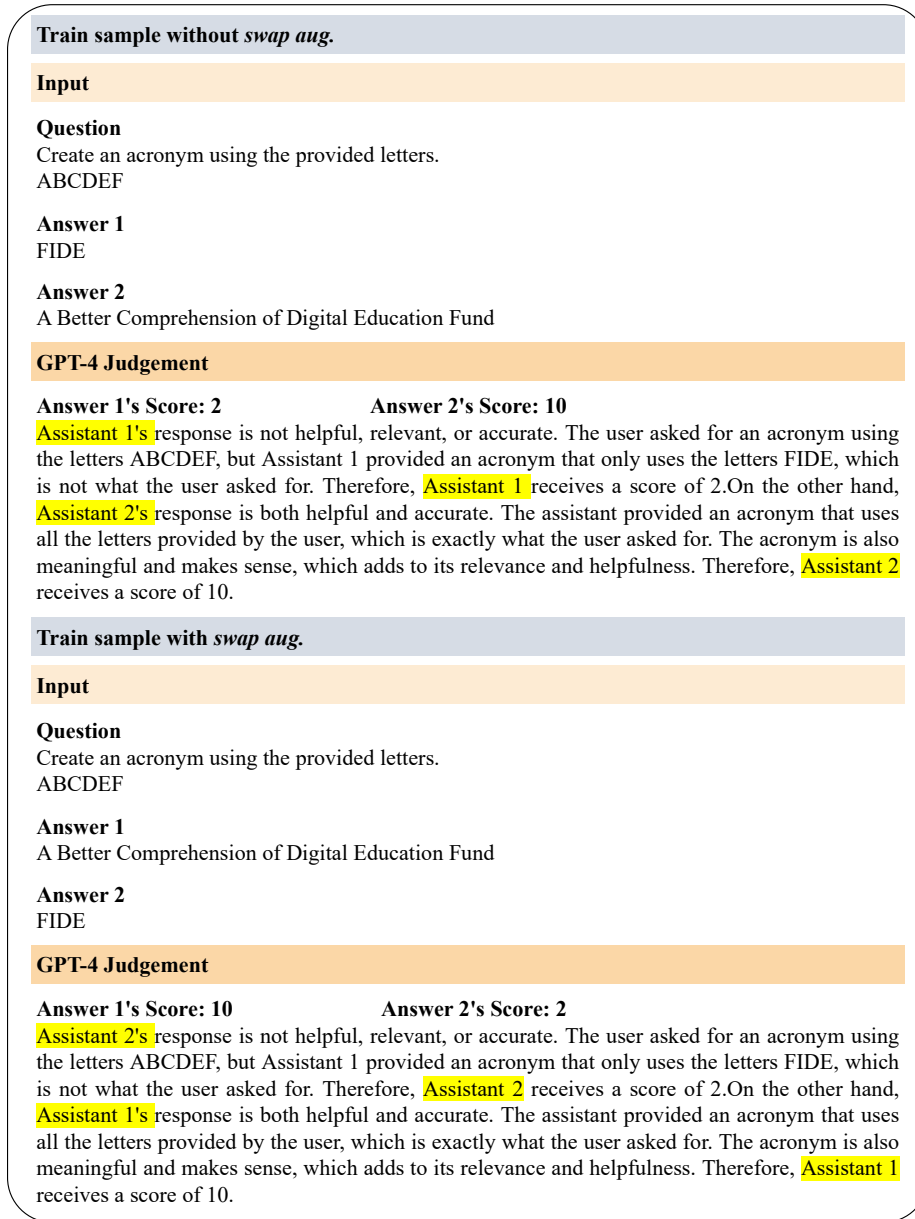 Train sample without swap aug.
Input
Question
Create an acronym using the provided letters.
ABCDEF
Answer 1
FIDE
Answer 2
A Better Comprehension of Digital Education Fund
GPT-4 Judgement
Answer 1's Score: 2 Answer 2's Score: 10
Assistant 1's response is not helpful, relevant, or accurate. The user asked for an acronym using
the letters ABCDEF, but Assistant 1 provided an acronym that only uses the letters FIDE, which
is not what the user asked for. Therefore, Assistant 1 receives a score of 2.On the other hand,
Assistant 2's response is both helpful and accurate. The assistant provided an acronym that uses
all the letters provided by the user, which is exactly what the user asked for. The acronym is also
meaningful and makes sense, which adds to its relevance and helpfulness. Therefore, Assistant 2
receives a score of 10.
Train sample with swap aug.
Input
Question
Create an acronym using the provided letters.
ABCDEF
Answer 1
A Better Comprehension of Digital Education Fund
Answer 2
FIDE
GPT-4 Judgement
Answer 1's Score: 10 Answer 2's Score: 2
Assistant 2's response is not helpful, relevant, or accurate. The user asked for an acronym using
the letters ABCDEF, but Assistant 1 provided an acronym that only uses the letters FIDE, which
is not what the user asked for. Therefore, Assistant 2 receives a score of 2.On the other hand,
Assistant 1's response is both helpful and accurate. The assistant provided an acronym that uses
all the letters provided by the user, which is exactly what the user asked for. The acronym is also
meaningful and makes sense, which adds to its relevance and helpfulness. Therefore, Assistant 1
receives a score of 10.